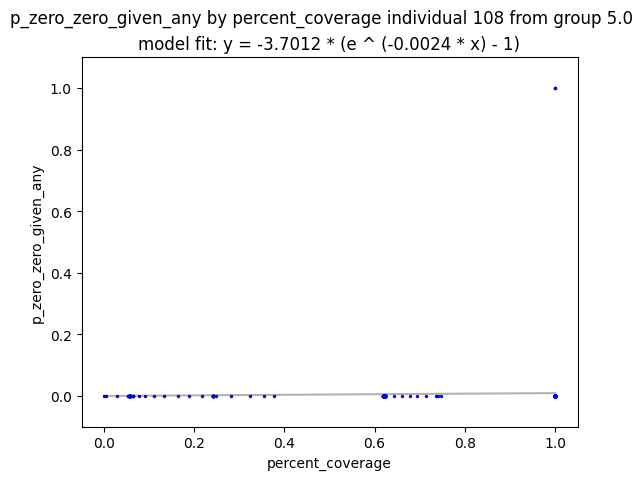 p_zero_zero_given_any by percent_coverage individual 108 from group 5.0
model fit: y = -3.7012 * (e ^ (-0.0024 * x) - 1)
1.0
0.8
0.6
0.4
0.2
0.0
p_zero_zero_given_any
0.0 0.2 0.4 0.6 0.8 1.0
percent_coverage